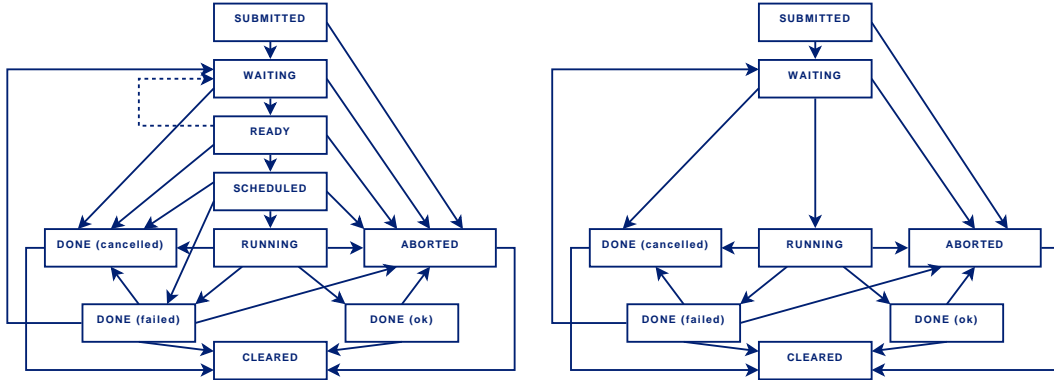 SUBMITTED
WAITING
READY
SCHEDULED
DONE (cancelled)
RUNNING
ABORTED
DONE (failed)
DONE (ok)
CLEARED
SUBMITTED
WAITING
DONE (cancelled)
RUNNING
ABORTED
DONE (failed)
DONE (ok)
CLEARED